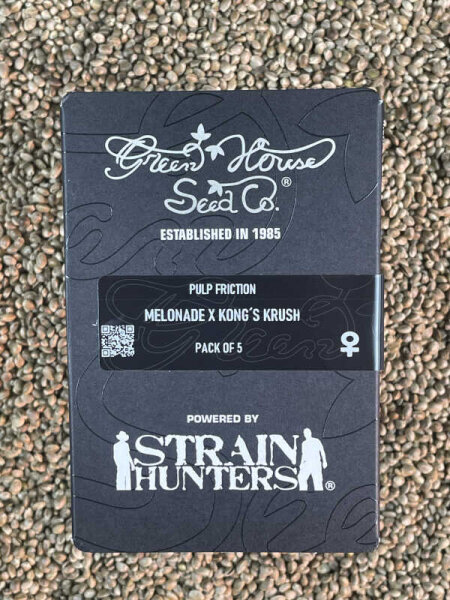 Green House
Seed Co.®
ESTABLISHED IN 1985
PULP FRICTION
MELONADE X KONG´S KRUSH
PACK OF 5
POWERED BY
STRAIN
HUNTERS®